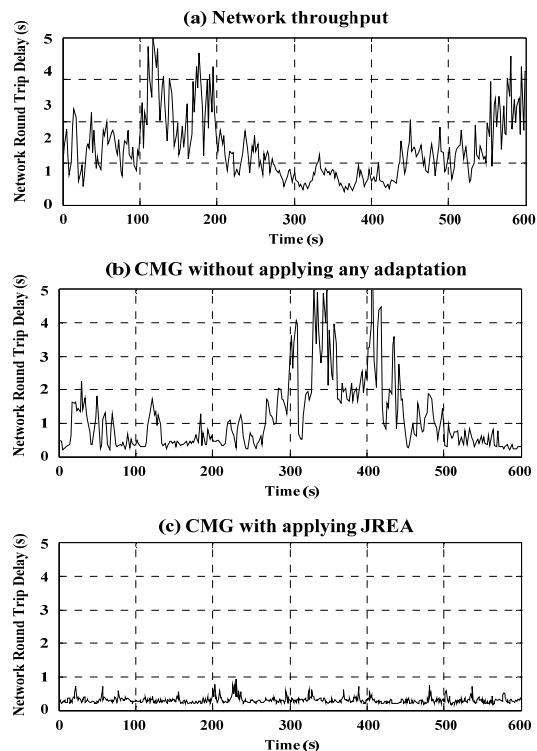 (a) Network throughput
Network Round Trip Delay (s)
5
4
3
2
1
0
0 100 200 300 400 500 600
Time (s)
(b) CMG without applying any adaptation
Network Round Trip Delay (s)
5
4
3
2
1
0
0 100 200 300 400 500 600
Time (s)
(c) CMG with applying JREA
Network Round Trip Delay (s)
5
4
3
2
1
0
0 100 200 300 400 500 600
Time (s)